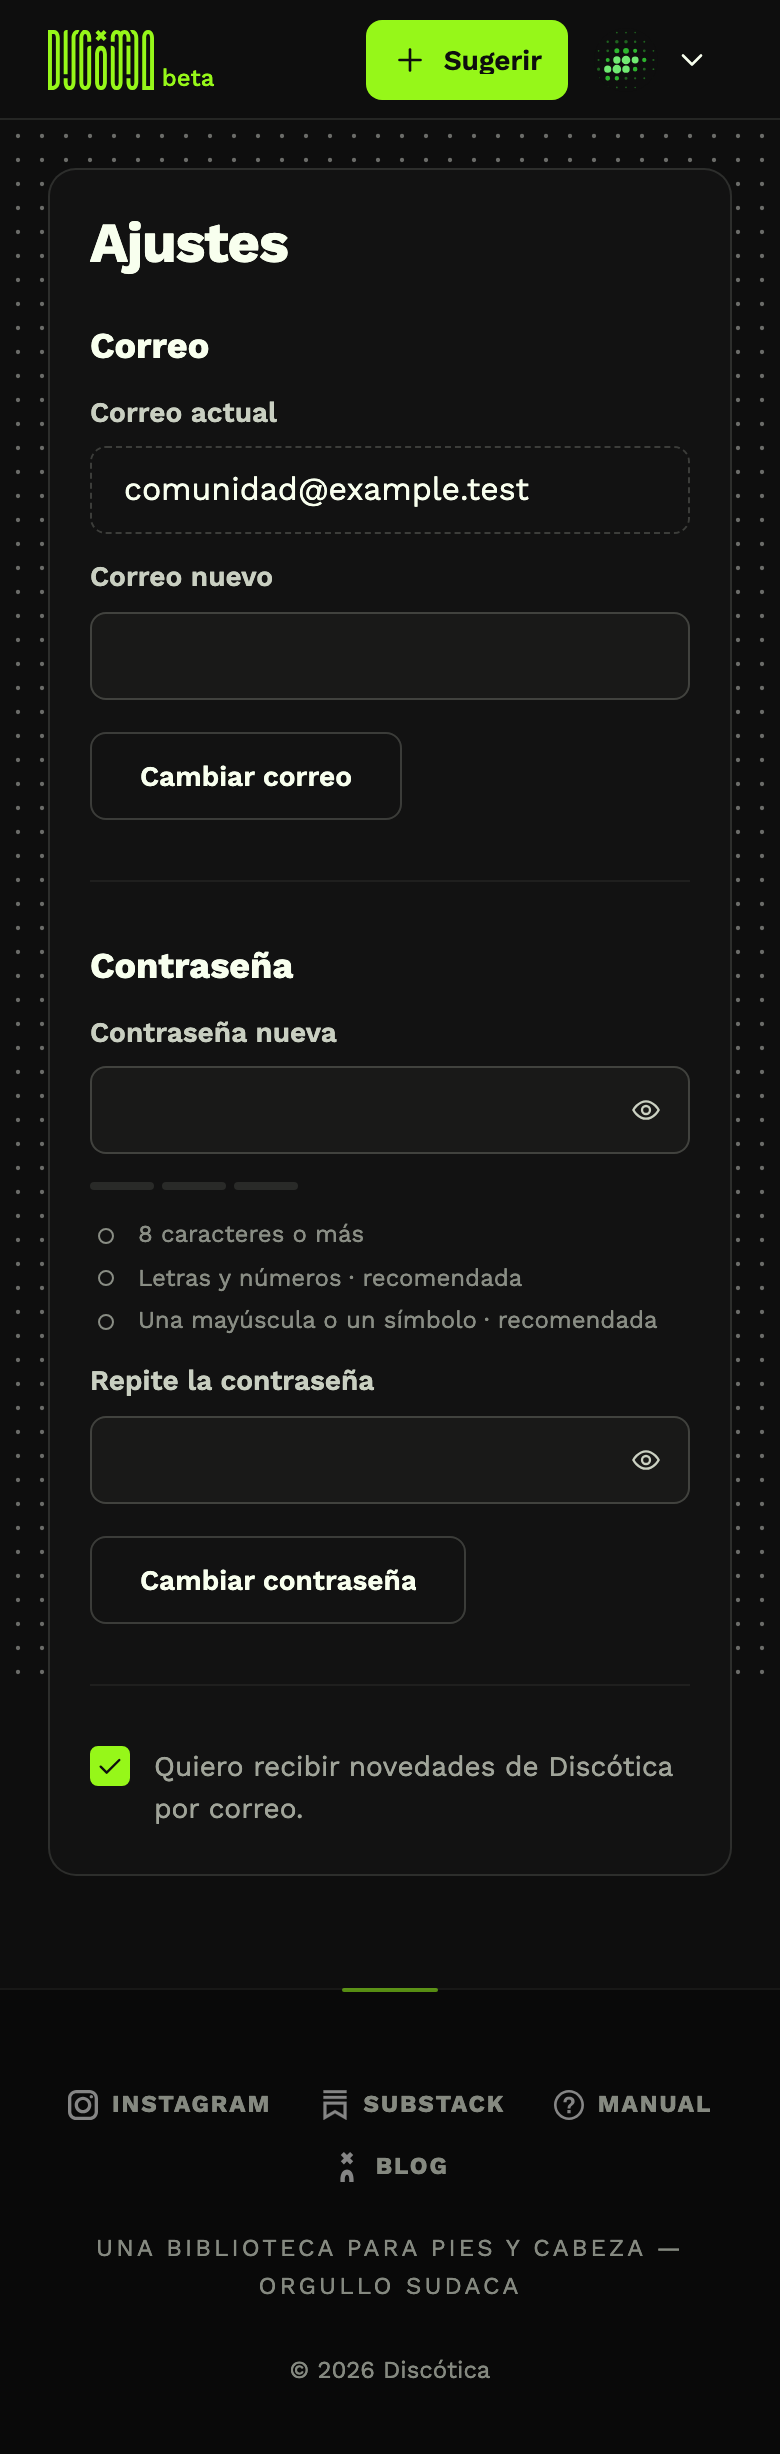 beta
Sugerir
Ajustes
Correo
Correo actual
comunidad@example.test
Correo nuevo
Cambiar correo
Contraseña
Contraseña nueva
8 caracteres o más
Letras y números · recomendada
Una mayúscula o un símbolo · recomendada
Repite la contraseña
Cambiar contraseña
Quiero recibir novedades de Discótica
por correo.
INSTAGRAM SUBSTACK MANUAL
BLOG
UNA BIBLIOTECA PARA PIES Y CABEZA —
ORGULLO SUDACA
© 2026 Discótica